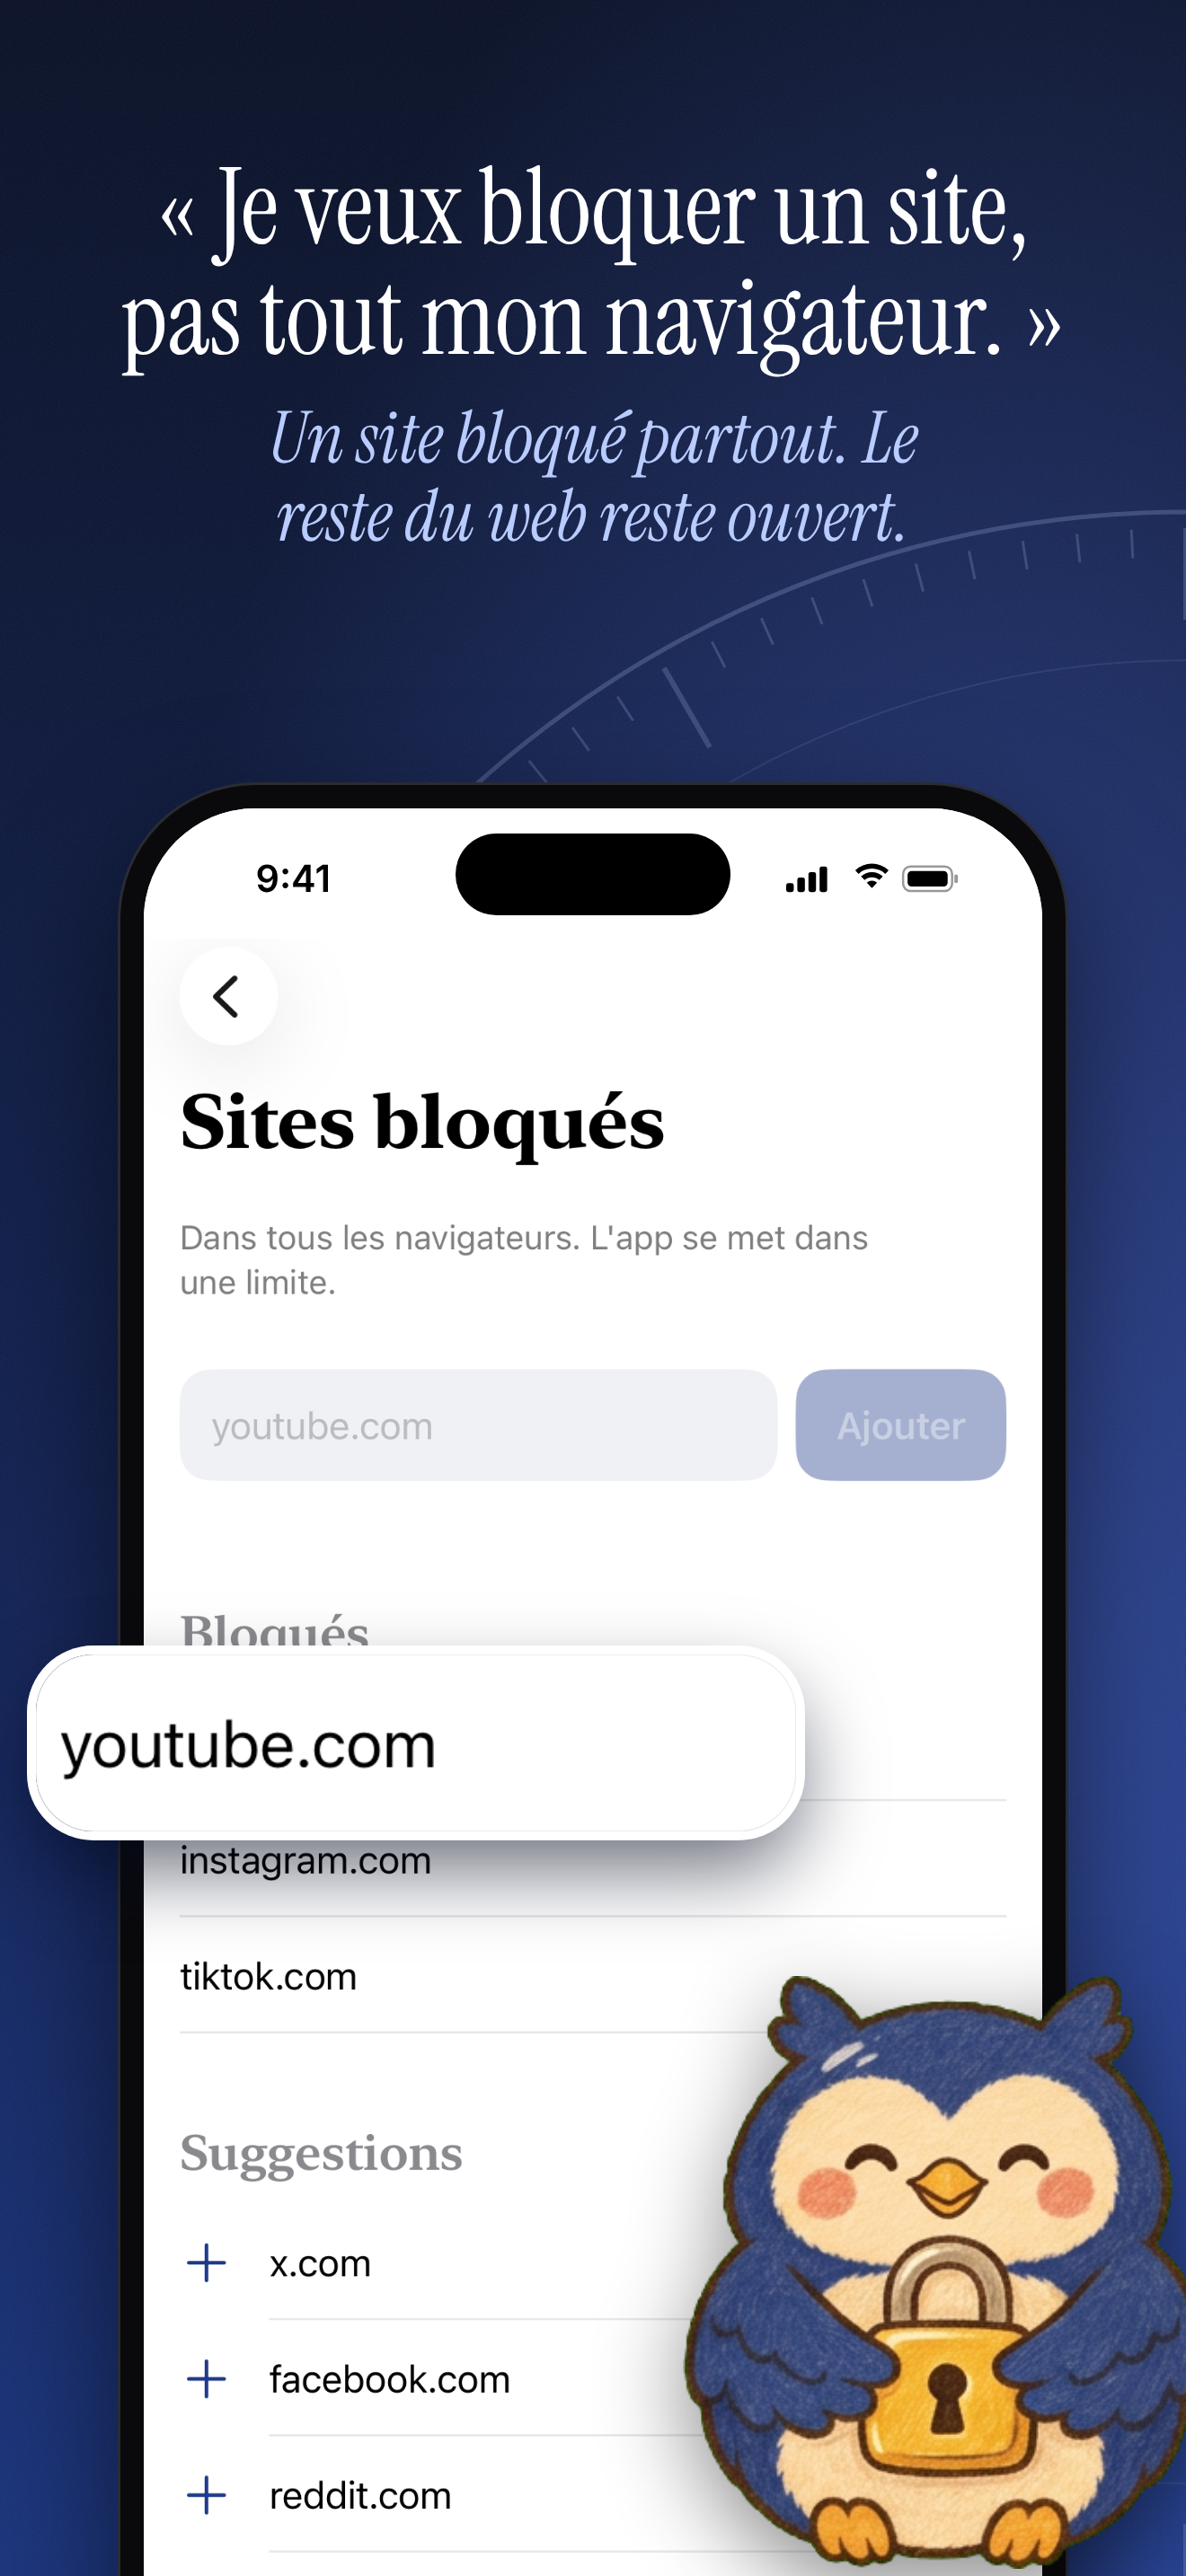 « Je veux bloquer un site,
pas tout mon navigateur. »
Un site bloqué partout. Le
reste du web reste ouvert.
9:41
Sites bloqués
Dans tous les navigateurs. L'app se met dans
une limite.
youtube.com
Ajouter
Bloqués
youtube.com
instagram.com
tiktok.com
Suggestions
x.com
facebook.com
reddit.com